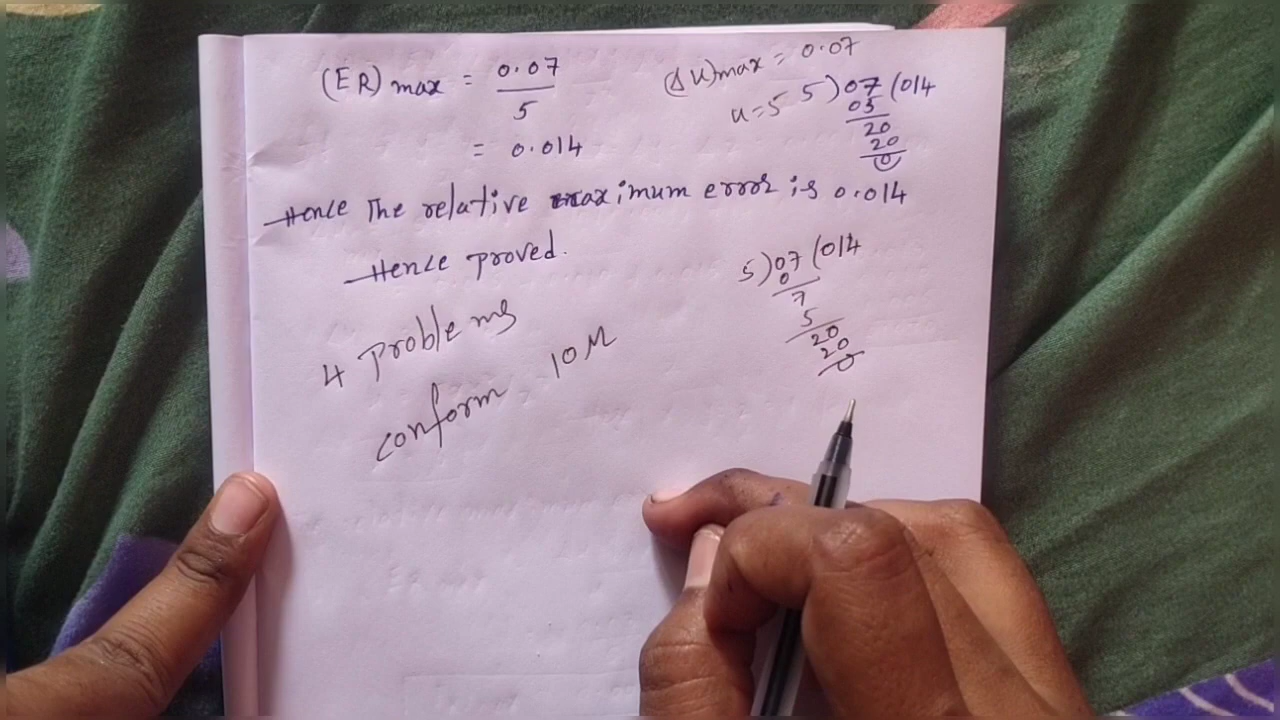 (ER) max = 0.07
5
= 0.014
(Δu)max = 0.07
u=5
5)07(014
05
20
20
0
Hence The relative maximum error is 0.014
Hence proved.
5)07(014
0
7
5
20
20
0
4 problems
conform 10M